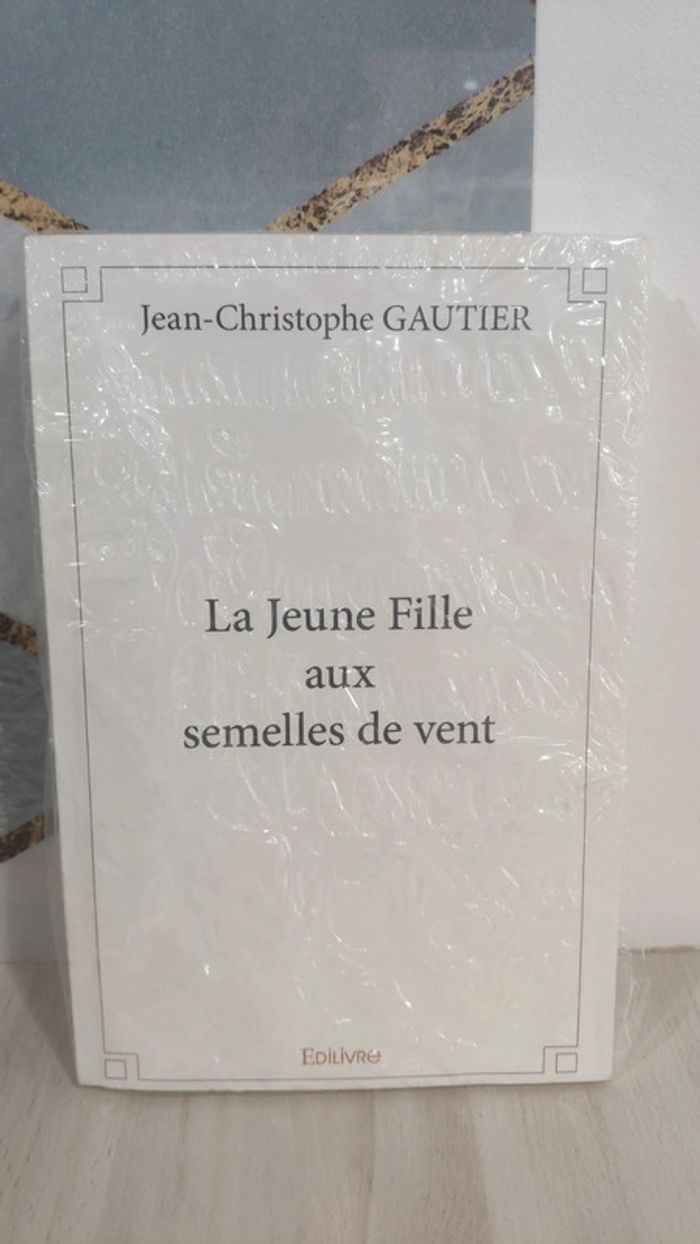 Jean-Christophe GAUTIER
La Jeune Fille
aux
semelles de vent
EDILIVRE